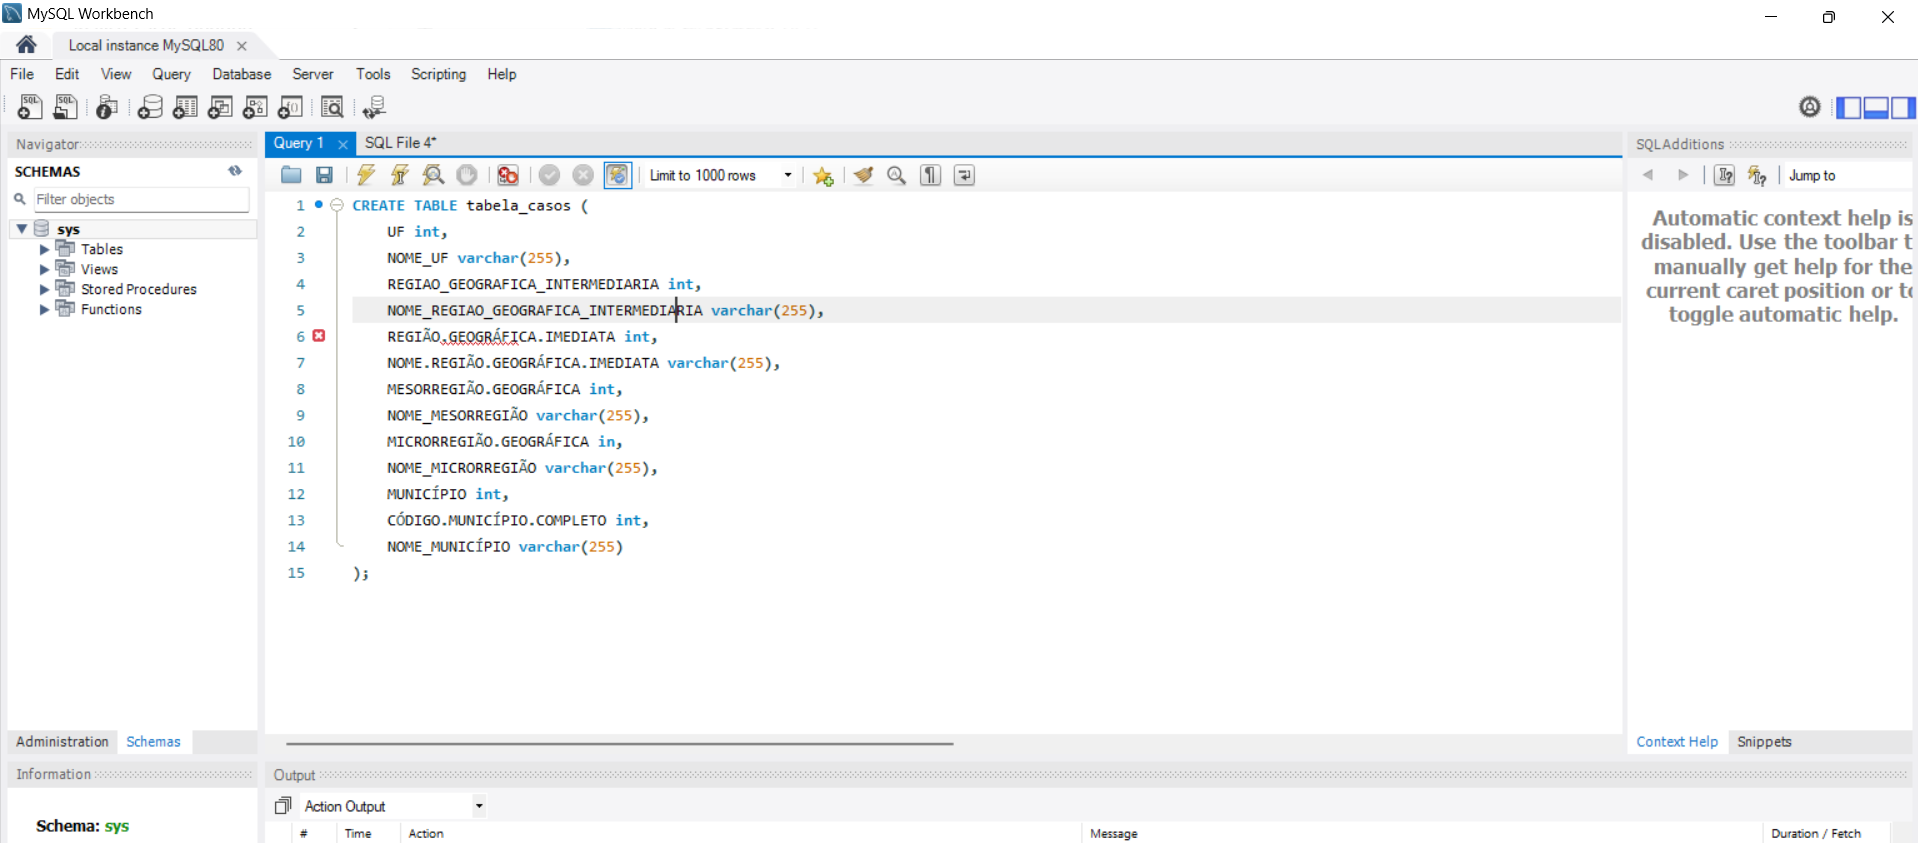 MySQL Workbench
Local instance MySQL80
File Edit View Query Database Server Tools Scripting Help
Navigator
SCHEMAS
Filter objects
sys
Tables
Views
Stored Procedures
Functions
Administration Schemas
Information
Schema: sys
Query 1 SQL File 4*
Limit to 1000 rows
1 CREATE TABLE tabela_casos (
2 UF int,
3 NOME_UF varchar(255),
4 REGIAO_GEOGRAFICA_INTERMEDIARIA int,
5 NOME_REGIAO_GEOGRAFICA_INTERMEDIARIA varchar(255),
6 REGIÃO.GEOGRÁFICA.IMEDIATA int,
7 NOME.REGIÃO.GEOGRÁFICA.IMEDIATA varchar(255),
8 MESORREGIÃO.GEOGRÁFICA int,
9 NOME_MESORREGIÃO varchar(255),
10 MICRORREGIÃO.GEOGRÁFICA in,
11 NOME_MICRORREGIÃO varchar(255),
12 MUNICÍPIO int,
13 CÓDIGO.MUNICÍPIO.COMPLETO int,
14 NOME_MUNICÍPIO varchar(255)
15 );
Output
Action Output
# Time Action Message Duration / Fetch
SQLAdditions
Jump to
Automatic context help is
disabled. Use the toolbar t
manually get help for the
current caret position or to
toggle automatic help.
Context Help Snippets